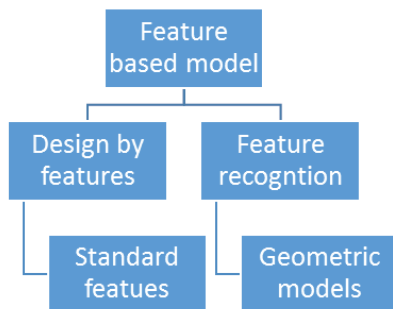 Feature
based model
Design by
features
Feature
recogntion
Standard
featues
Geometric
models